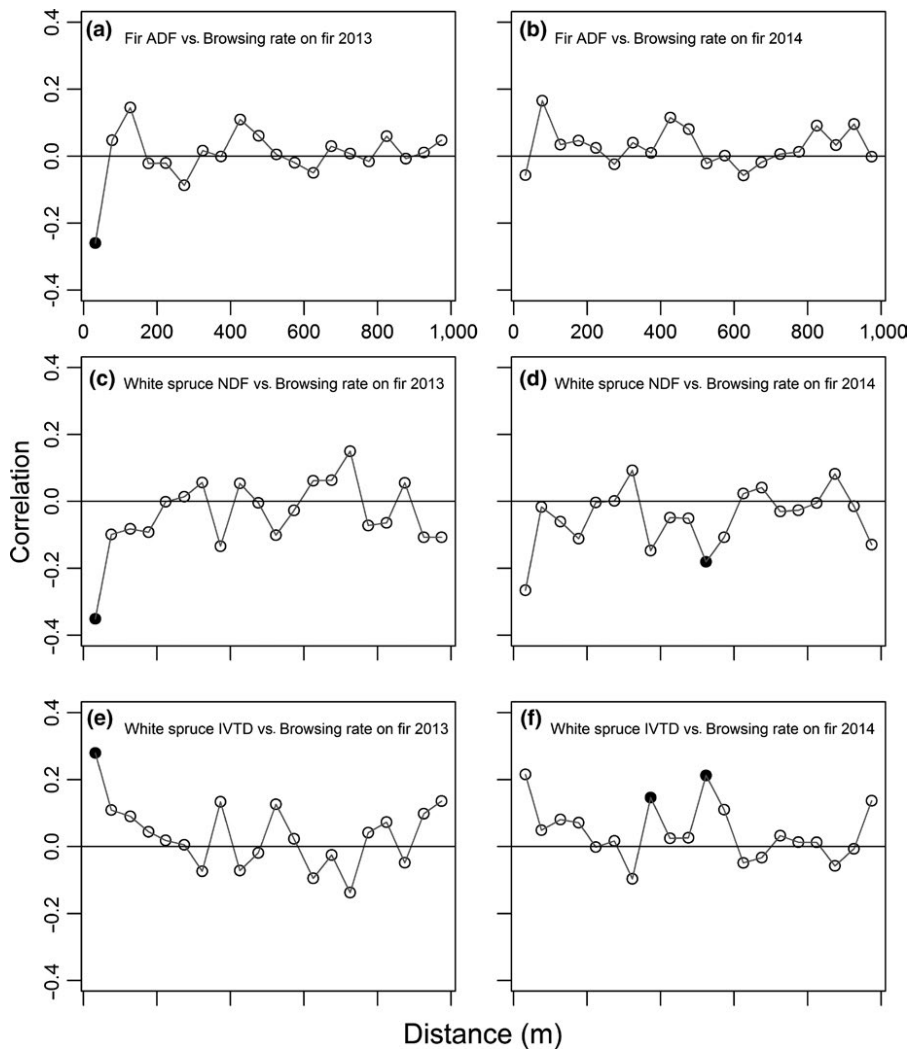 (a) Fir ADF vs. Browsing rate on fir 2013
(b) Fir ADF vs. Browsing rate on fir 2014
0.4
0.2
0.0
-0.2
-0.4
0 200 400 600 800 1,000
0 200 400 600 800 1,000
(c) White spruce NDF vs. Browsing rate on fir 2013
(d) White spruce NDF vs. Browsing rate on fir 2014
0.4
0.2
0.0
-0.2
-0.4
Correlation
(e) White spruce IVTD vs. Browsing rate on fir 2013
(f) White spruce IVTD vs. Browsing rate on fir 2014
0.4
0.2
0.0
-0.2
-0.4
Distance (m)